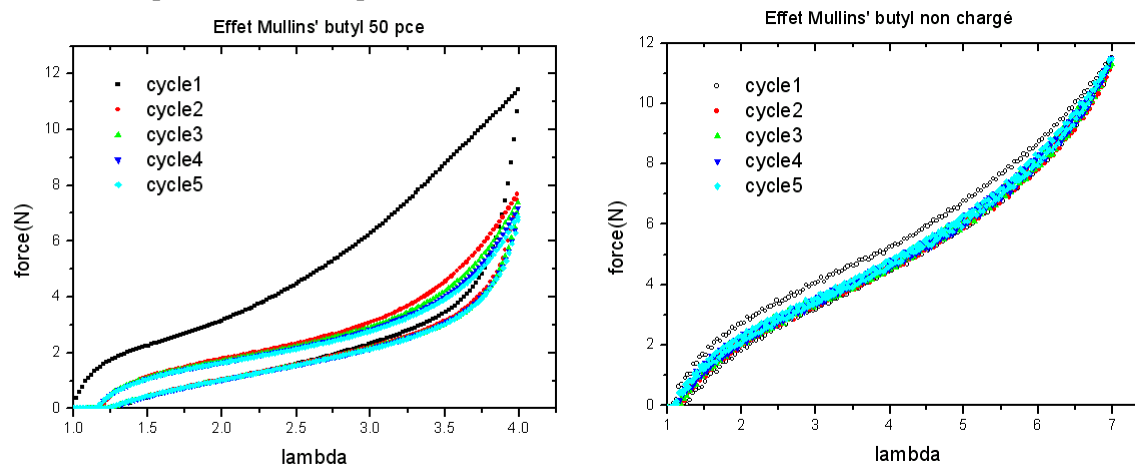 Effet Mullins' butyl 50 pce
cycle1
cycle2
cycle3
cycle4
cycle5
force(N)
12
10
8
6
4
2
0
1.0 1.5 2.0 2.5 3.0 3.5 4.0
lambda
Effet Mullins' butyl non chargé
cycle1
cycle2
cycle3
cycle4
cycle5
force(N)
12
10
8
6
4
2
0
1 2 3 4 5 6 7
lambda